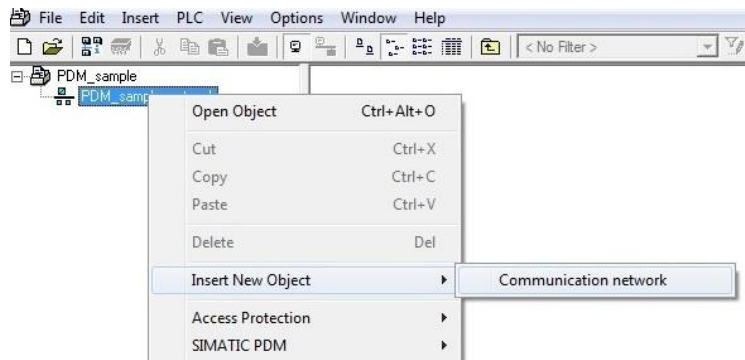 File Edit Insert PLC View Options Window Help
< No Filter >
PDM_sample
Open Object Ctrl+Alt+O
Cut Ctrl+X
Copy Ctrl+C
Paste Ctrl+V
Delete Del
Insert New Object Communication network
Access Protection
SIMATIC PDM